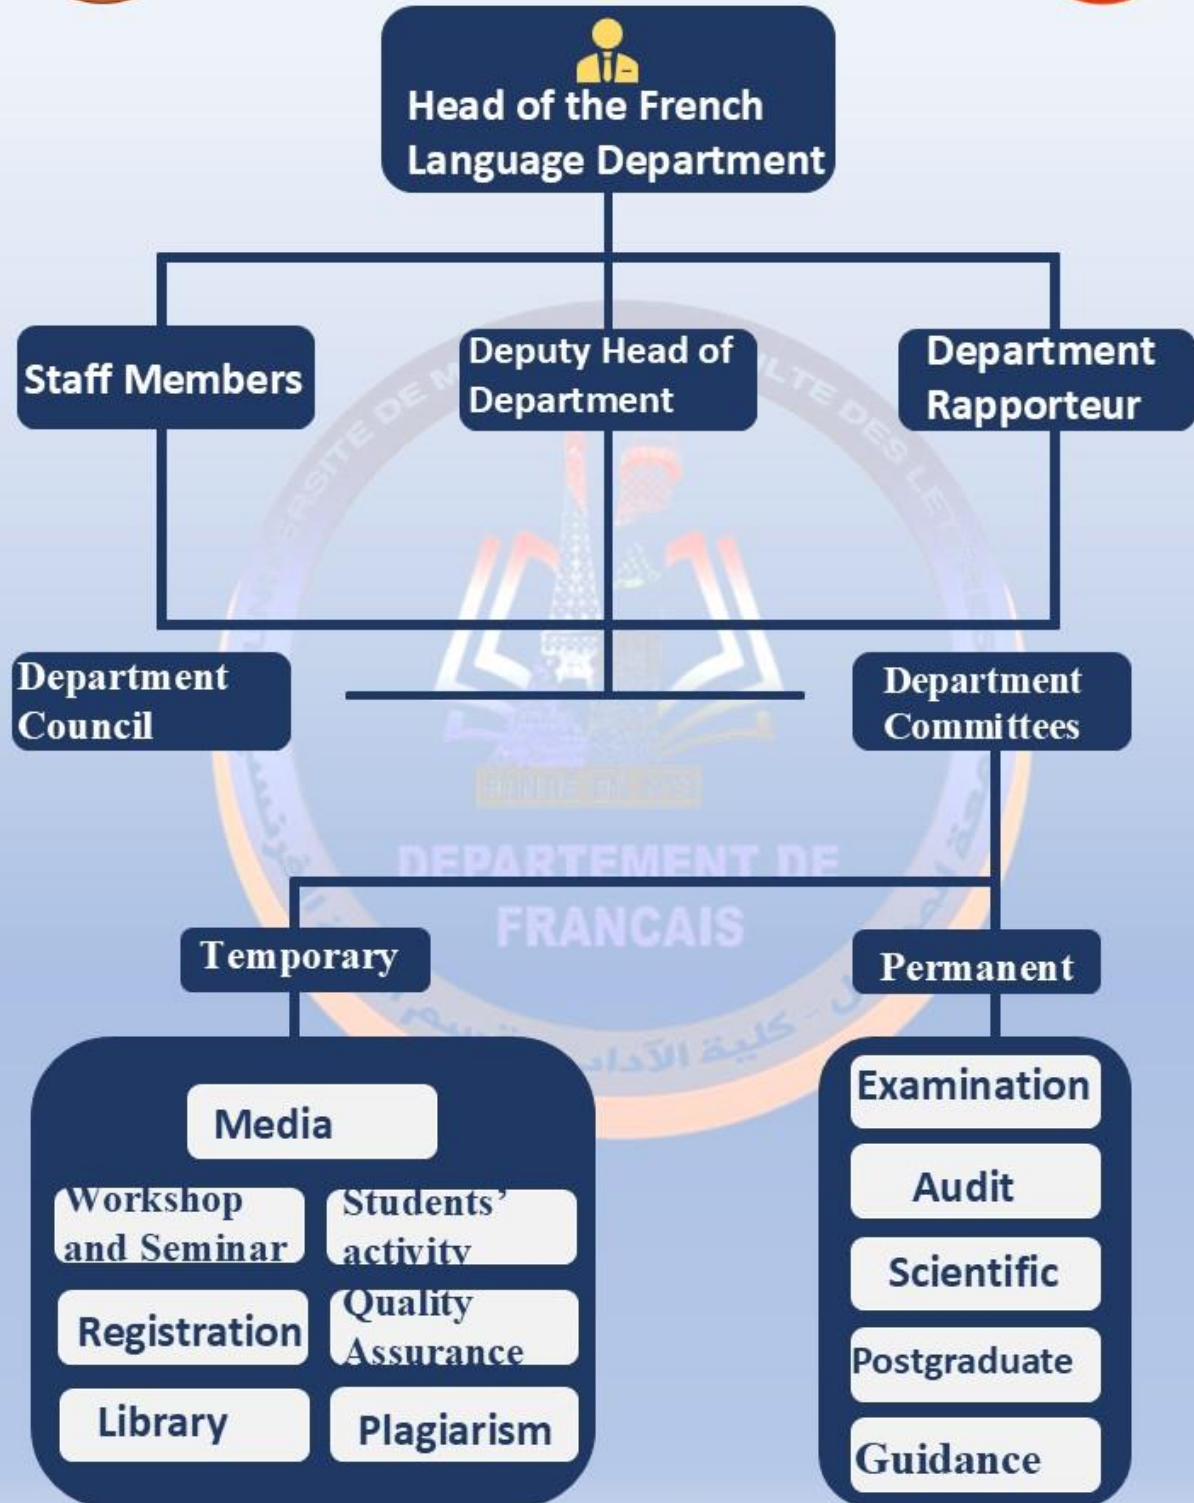 Head of the French
Language Department
Staff Members
Deputy Head of
Department
Department
Rapporteur
Department
Council
Department
Committees
DEPARTEMENT DE
FRANCAIS
Temporary
Permanent
Media
Workshop
and Seminar
Students’
activity
Registration
Quality
Assurance
Library
Plagiarism
Examination
Audit
Scientific
Postgraduate
Guidance